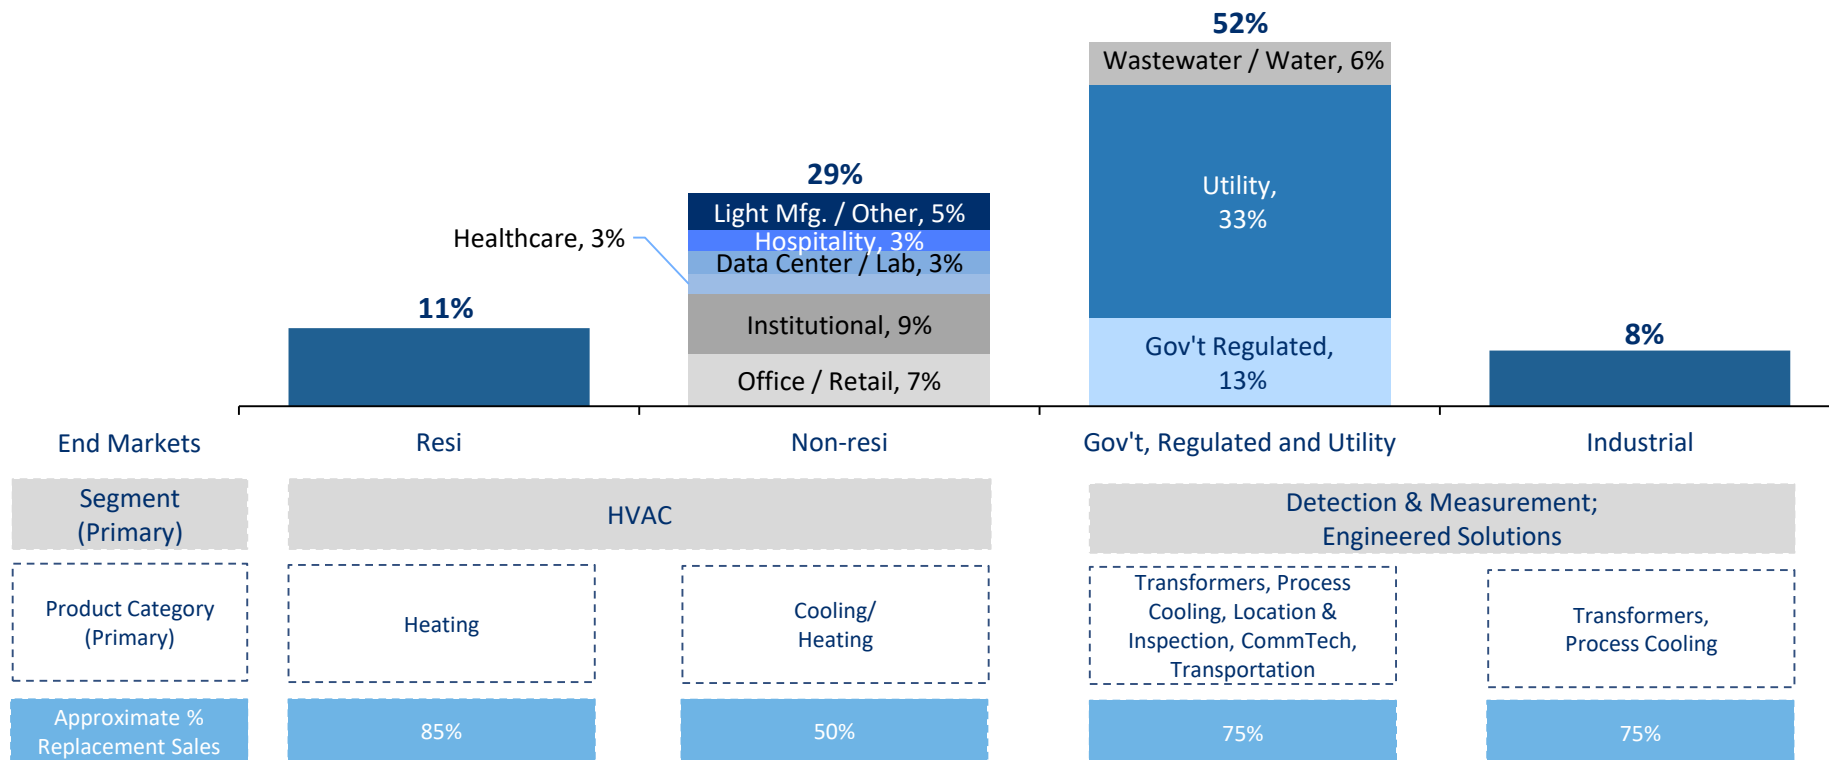 52%
Wastewater / Water, 6%
Utility,
33%
Gov't Regulated,
13%
29%
Light Mfg. / Other, 5%
Hospitality, 3%
Data Center / Lab, 3%
Healthcare, 3%
Institutional, 9%
Office / Retail, 7%
11%
8%
End Markets
Resi
Non-resi
Gov't, Regulated and Utility
Industrial
Segment
(Primary)
HVAC
Detection & Measurement;
Engineered Solutions
Product Category
(Primary)
Heating
Cooling/
Heating
Transformers, Process
Cooling, Location &
Inspection, CommTech,
Transportation
Transformers,
Process Cooling
Approximate %
Replacement Sales
85%
50%
75%
75%